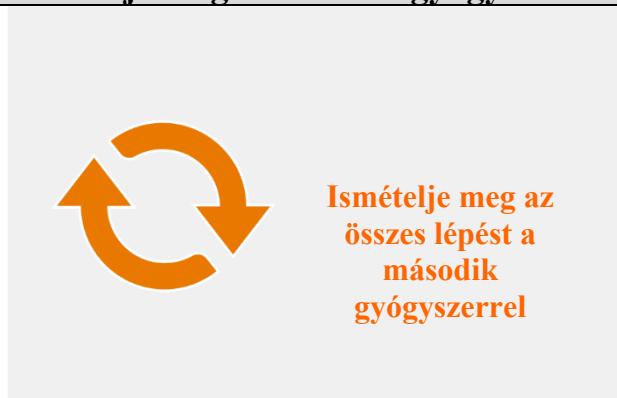 Ismételje meg az
összes lépést a
második
gyógyszerrel